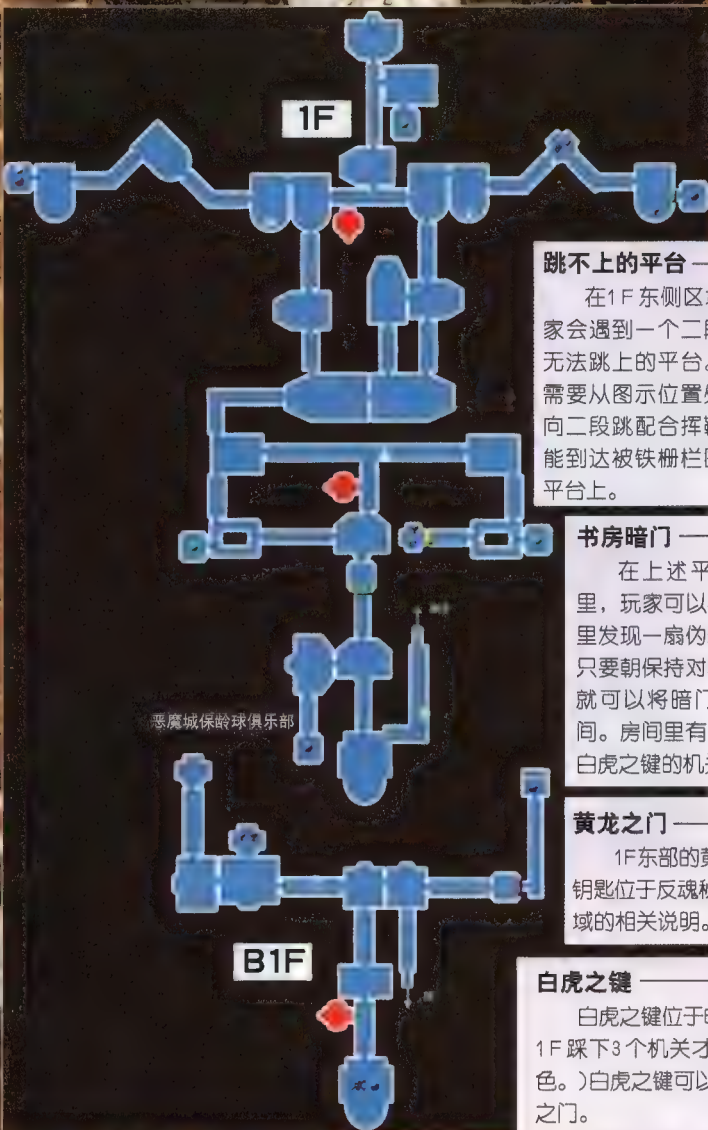 1F
跳不上的平台
在1F东侧区
家会遇到一个二段
无法跳上的平台。
需要从图示位置
向二段跳配合挥
能到达被铁栅栏
平台上。
书房暗门
在上述平
里，玩家可以
里发现一扇伪
只要朝保持对
就可以将暗门
间。房间里有
白虎之键的机
恶魔城保龄球俱乐部
黄龙之门
1F东部的黄
钥匙位于反魂
域的相关说明。
B1F
白虎之键
白虎之键位于
1F踩下3个机关才
色。）白虎之键可以
之门。